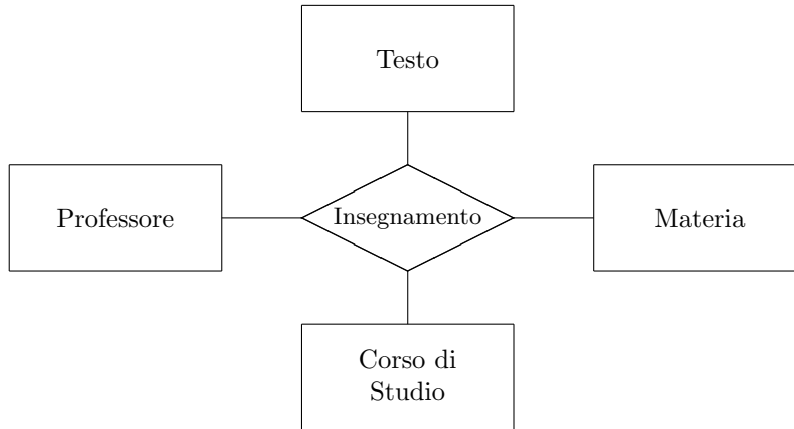 Testo
Professore
Insegnamento
Materia
Corso di
Studio